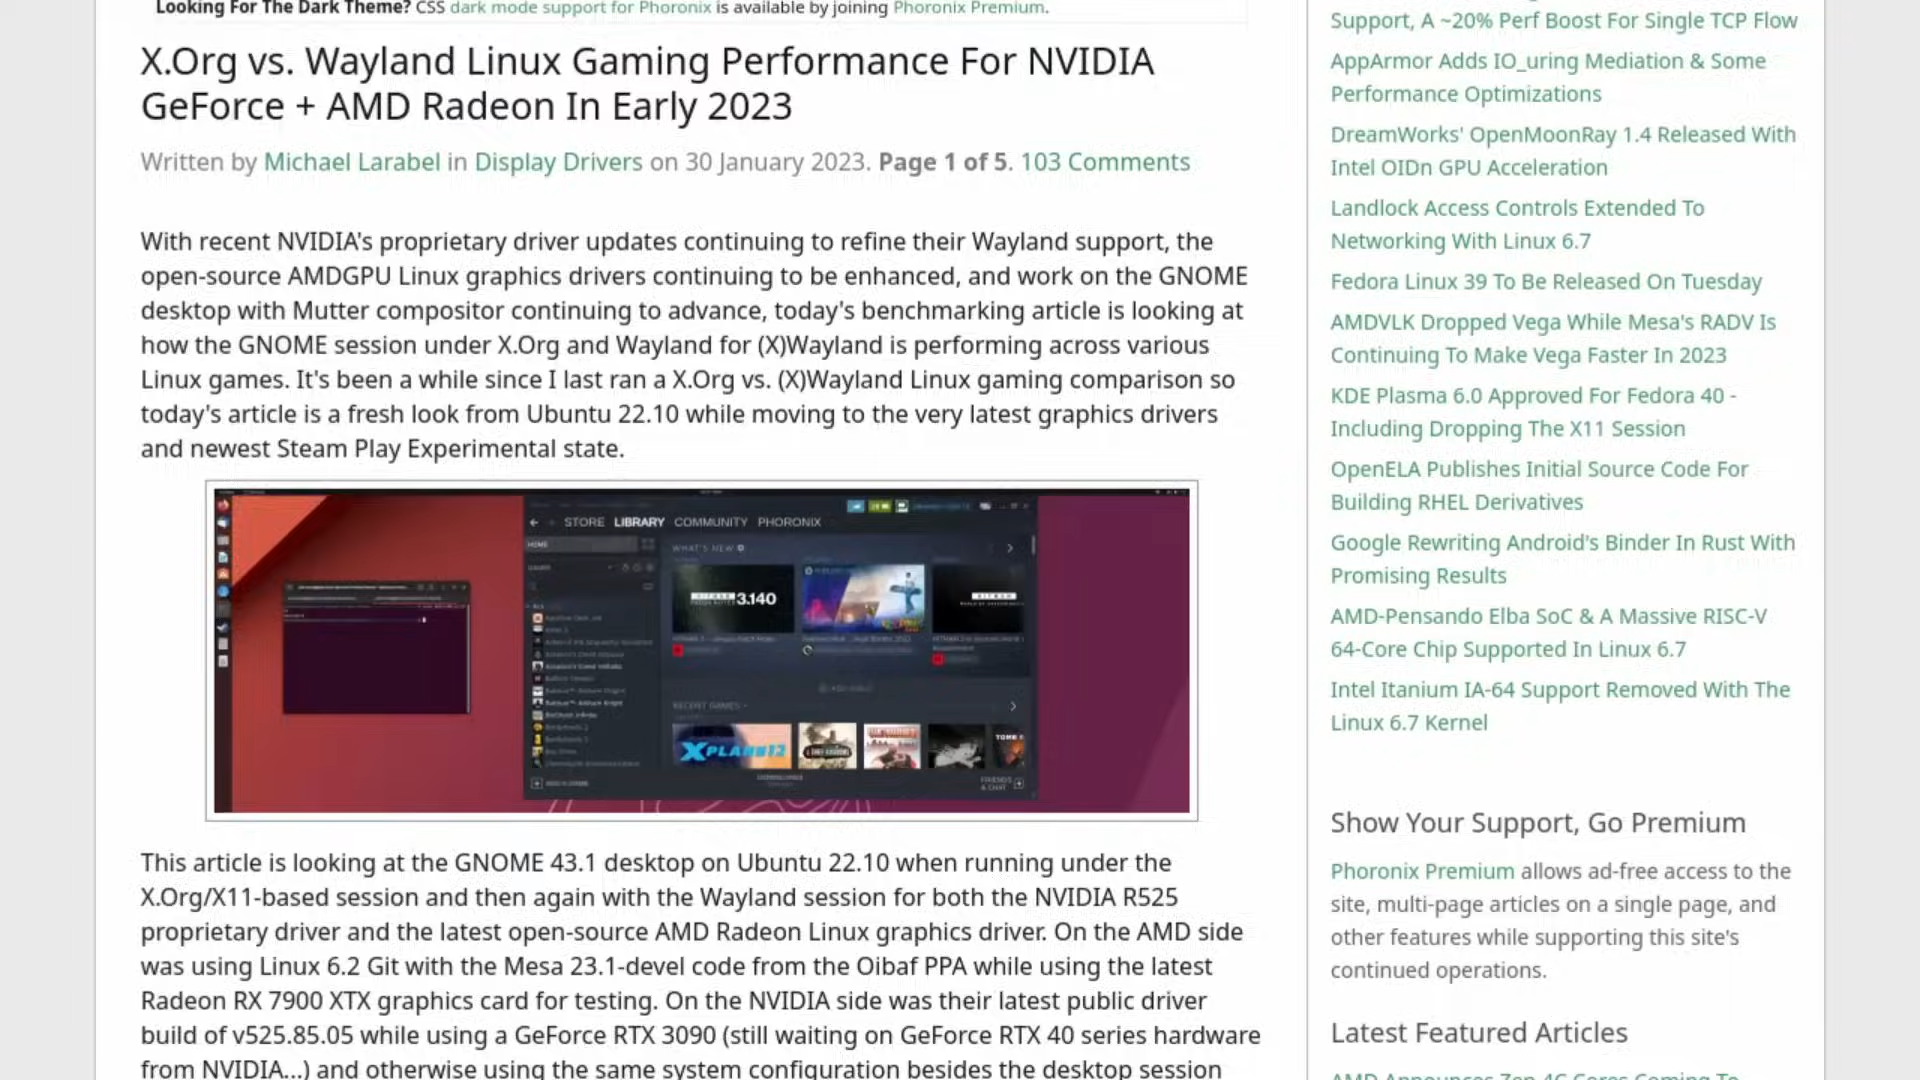 Looking For The Dark Theme? CSS dark mode support for Phoronix is available by joining Phoronix Premium.
X.Org vs. Wayland Linux Gaming Performance For NVIDIA
GeForce + AMD Radeon In Early 2023
Written by Michael Larabel in Display Drivers on 30 January 2023. Page 1 of 5. 103 Comments
With recent NVIDIA's proprietary driver updates continuing to refine their Wayland support, the
open-source AMDGPU Linux graphics drivers continuing to be enhanced, and work on the GNOME
desktop with Mutter compositor continuing to advance, today's benchmarking article is looking at
how the GNOME session under X.Org and Wayland for (X)Wayland is performing across various
Linux games. It's been a while since I last ran a X.Org vs. (X)Wayland Linux gaming comparison so
today's article is a fresh look from Ubuntu 22.10 while moving to the very latest graphics drivers
and newest Steam Play Experimental state.
STORE LIBRARY COMMUNITY PHORONIX
HOME
WHAT'S NEW
HITMAN 3.140
RECENT GAMES
X PLANE 12
TOMB
FRIENDS
& CHAT
This article is looking at the GNOME 43.1 desktop on Ubuntu 22.10 when running under the
X.Org/X11-based session and then again with the Wayland session for both the NVIDIA R525
proprietary driver and the latest open-source AMD Radeon Linux graphics driver. On the AMD side
was using Linux 6.2 Git with the Mesa 23.1-devel code from the Oibaf PPA while using the latest
Radeon RX 7900 XTX graphics card for testing. On the NVIDIA side was their latest public driver
build of v525.85.05 while using a GeForce RTX 3090 (still waiting on GeForce RTX 40 series hardware
from NVIDIA...) and otherwise using the same system configuration besides the desktop session
Support, A ~20% Perf Boost For Single TCP Flow
AppArmor Adds IO_uring Mediation & Some
Performance Optimizations
DreamWorks' OpenMoonRay 1.4 Released With
Intel OIDn GPU Acceleration
Landlock Access Controls Extended To
Networking With Linux 6.7
Fedora Linux 39 To Be Released On Tuesday
AMDVLK Dropped Vega While Mesa's RADV Is
Continuing To Make Vega Faster In 2023
KDE Plasma 6.0 Approved For Fedora 40 -
Including Dropping The X11 Session
OpenELA Publishes Initial Source Code For
Building RHEL Derivatives
Google Rewriting Android's Binder In Rust With
Promising Results
AMD-Pensando Elba SoC & A Massive RISC-V
64-Core Chip Supported In Linux 6.7
Intel Itanium IA-64 Support Removed With The
Linux 6.7 Kernel
Show Your Support, Go Premium
Phoronix Premium allows ad-free access to the
site, multi-page articles on a single page, and
other features while supporting this site's
continued operations.
Latest Featured Articles
AMD Announces Zen 4C Cores Coming To